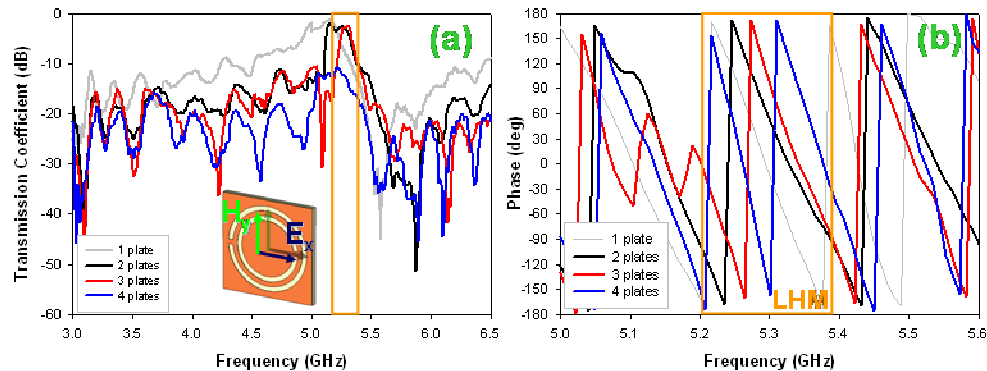 (a)
Transmission Coefficient (dB)
0
-10
-20
-30
-40
-50
-60
Hy
Ex
1 plate
2 plates
3 plates
4 plates
3.0 3.5 4.0 4.5 5.0 5.5 6.0 6.5
Frequency (GHz)
(b)
Phase (deg)
180
150
120
90
60
30
0
-30
-60
-90
-120
-150
-180
1 plate
2 plates
3 plates
4 plates
LHM
5.0 5.1 5.2 5.3 5.4 5.5 5.6
Frequency (GHz)